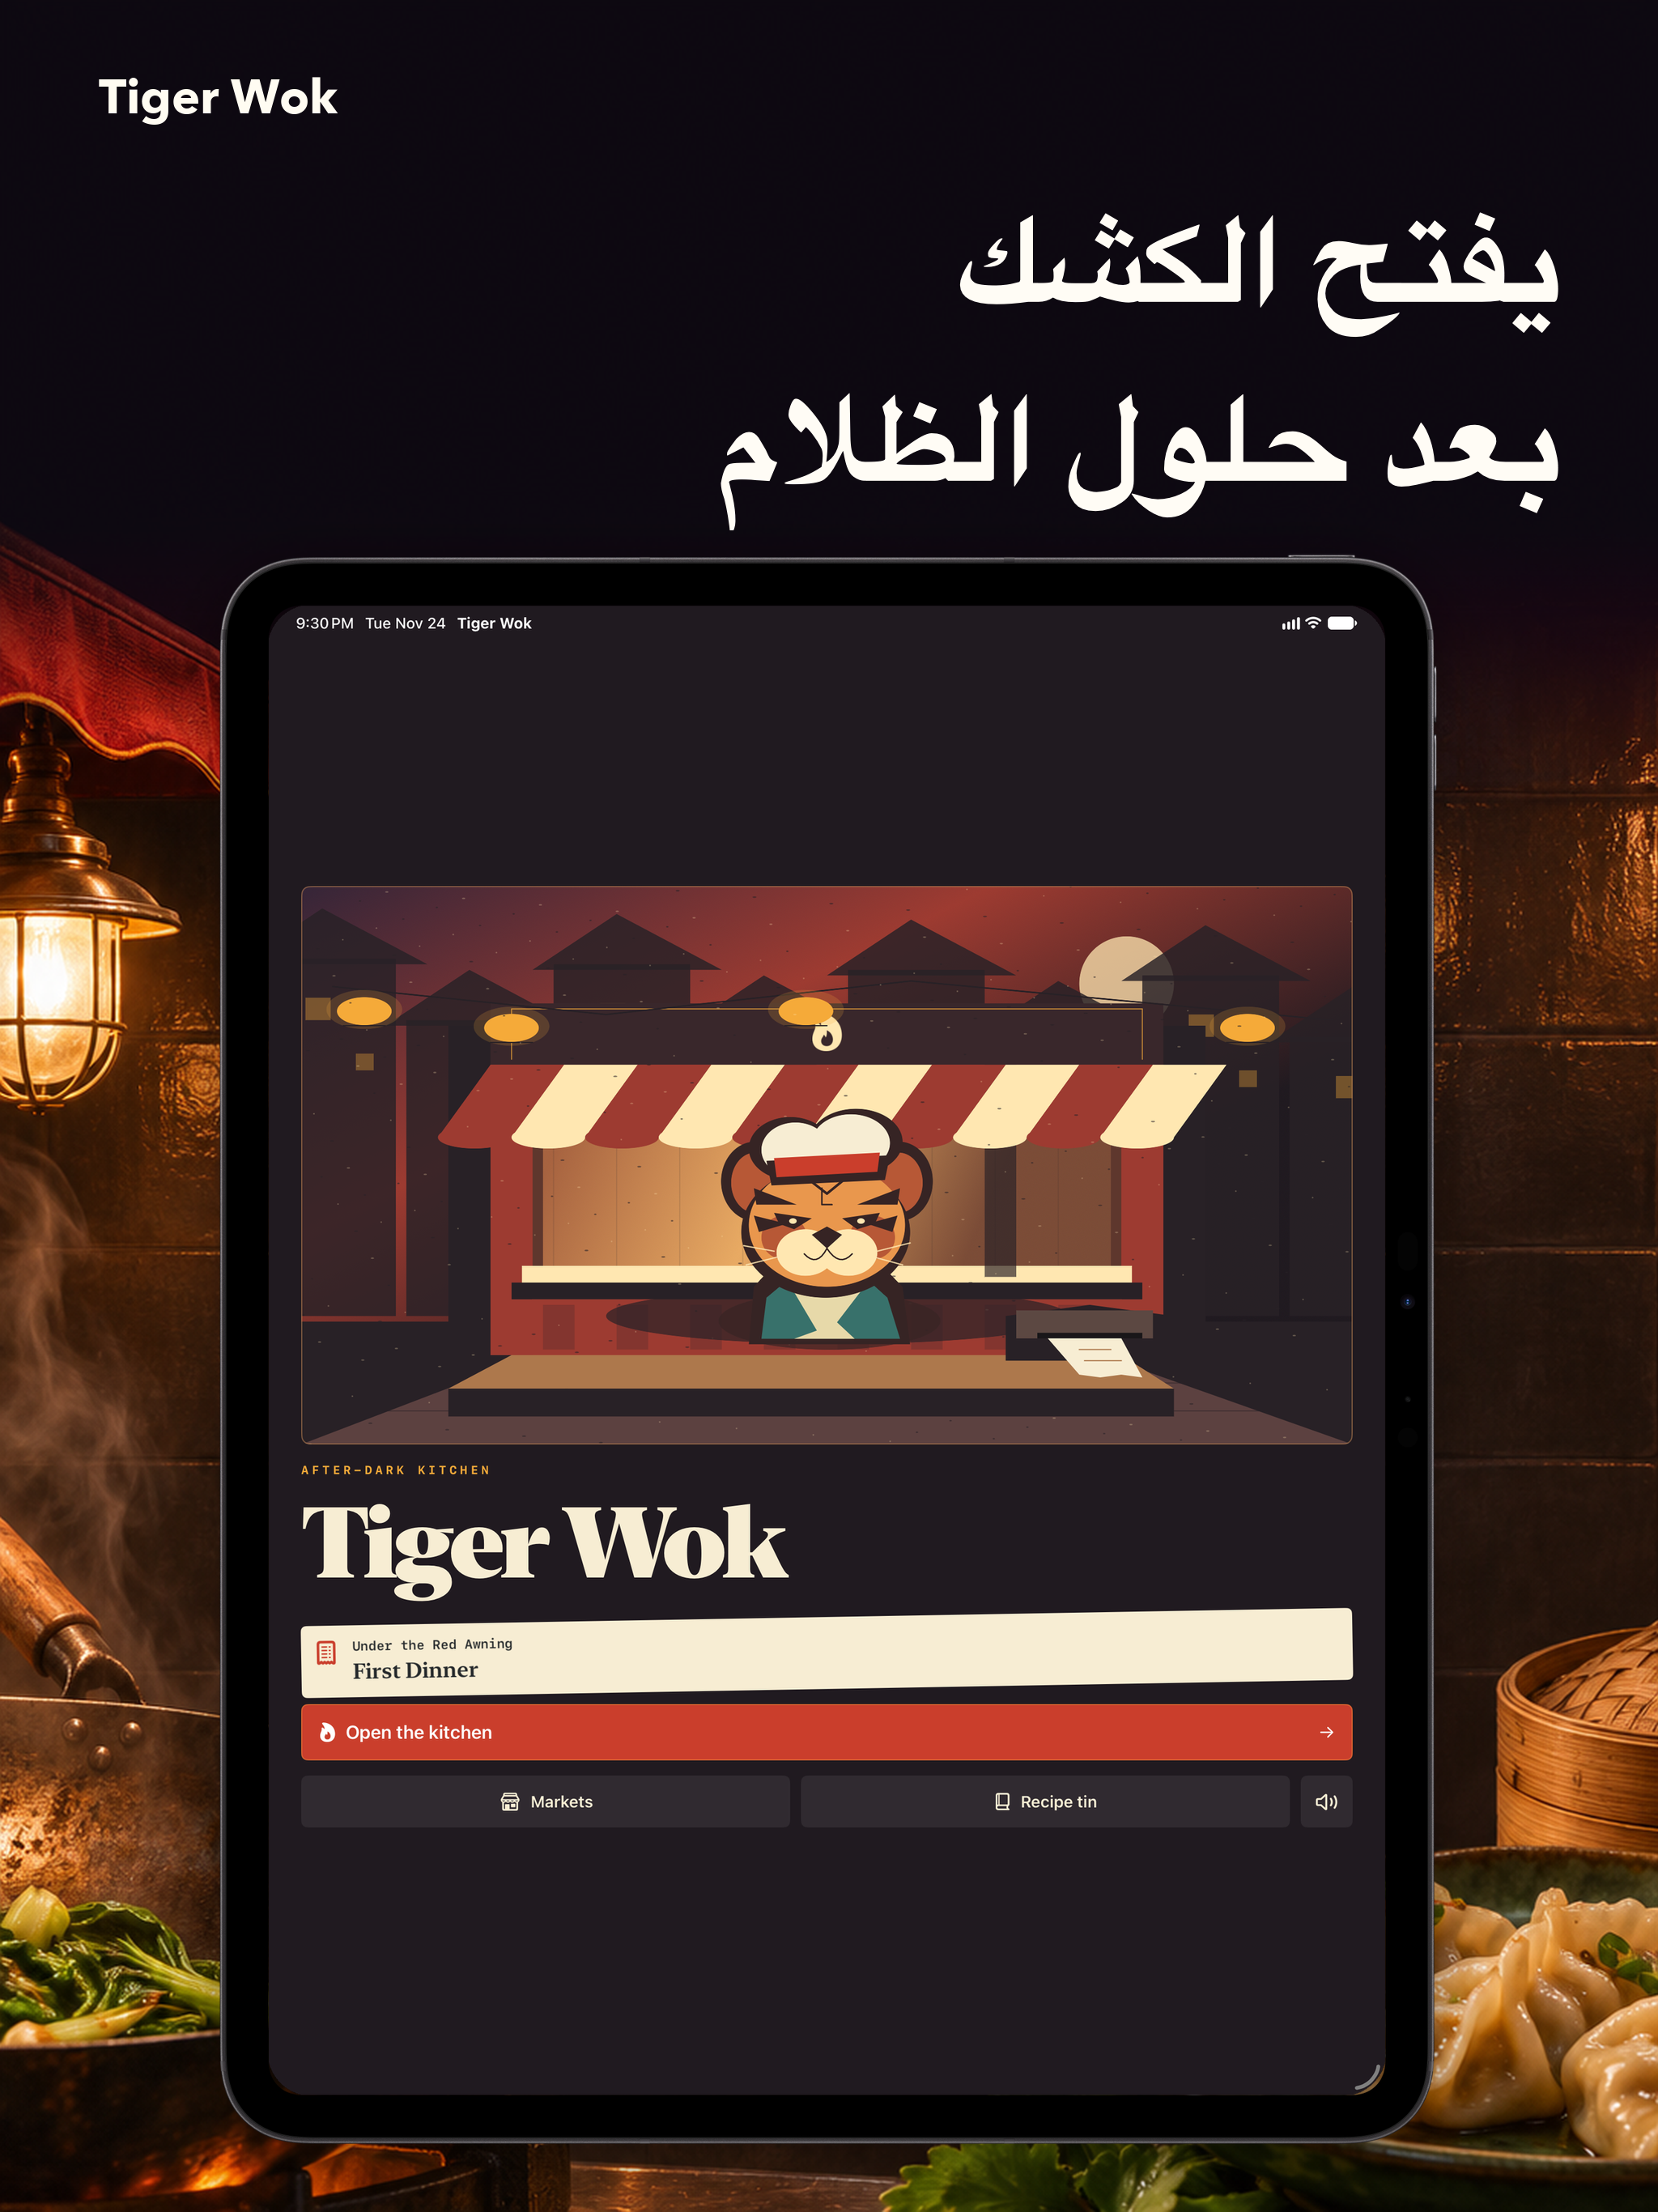 Tiger Wok
يفتح الكشك
بعد حلول الظلام
9:30 PM Tue Nov 24 Tiger Wok
AFTER-DARK KITCHEN
Tiger Wok
Under the Red Awning
First Dinner
Open the kitchen
Markets
Recipe tin